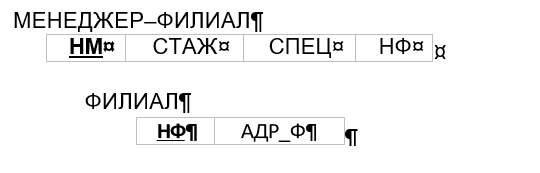 МЕНЕДЖЕР–ФИЛИАЛ¶
НМ¤ СТАЖ¤ СПЕЦ¤ НФ¤ ¤
ФИЛИАЛ¶
НФ¶ АДР_Ф¶ ¶